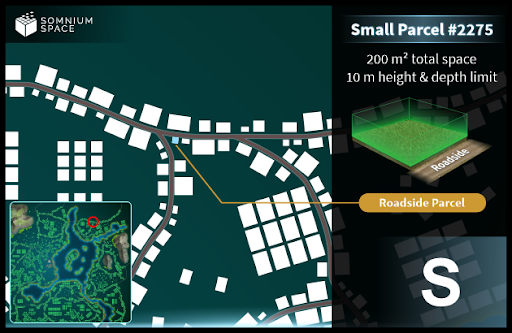 SOMNIUM
SPACE
Small Parcel #2275
200 m² total space
10 m height & depth limit
Roadside
Roadside Parcel
S